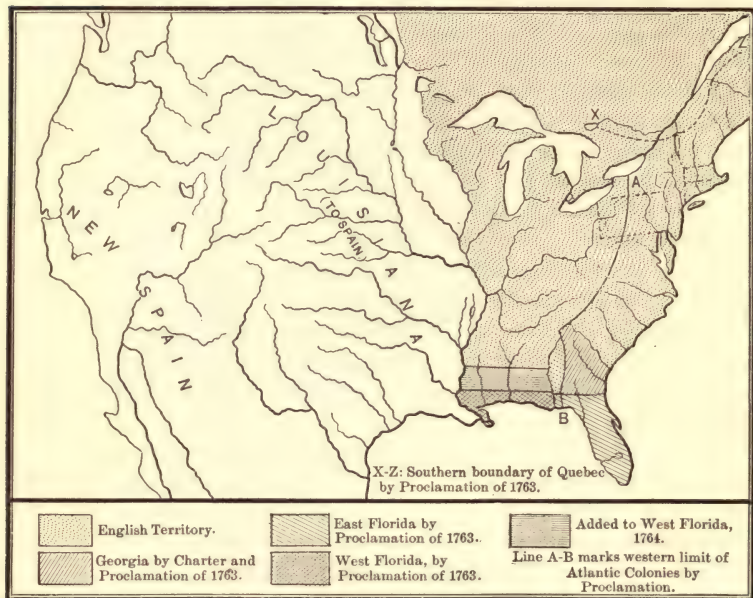 LOUISIANA
(TO SPAIN)
NEW SPAIN
X
Z
A
B
X-Z: Southern boundary of Quebec
by Proclamation of 1763.
English Territory.
Georgia by Charter and
Proclamation of 1763.
East Florida by
Proclamation of 1763.
West Florida, by
Proclamation of 1763.
Added to West Florida,
1764.
Line A-B marks western limit of
Atlantic Colonies by
Proclamation.